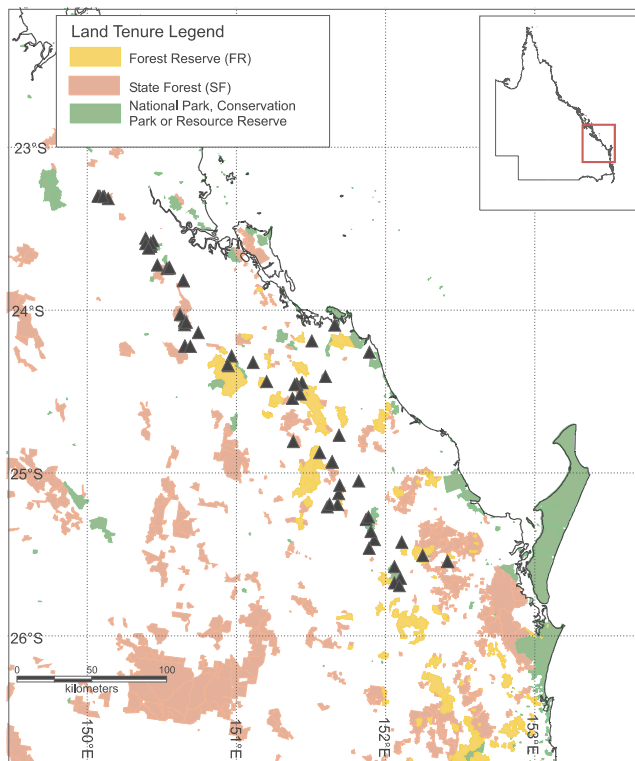 Land Tenure Legend
Forest Reserve (FR)
State Forest (SF)
National Park, Conservation
Park or Resource Reserve
23°S
24°S
25°S
26°S
0 50 100
kilometers
150°E
151°E
152°E
153°E